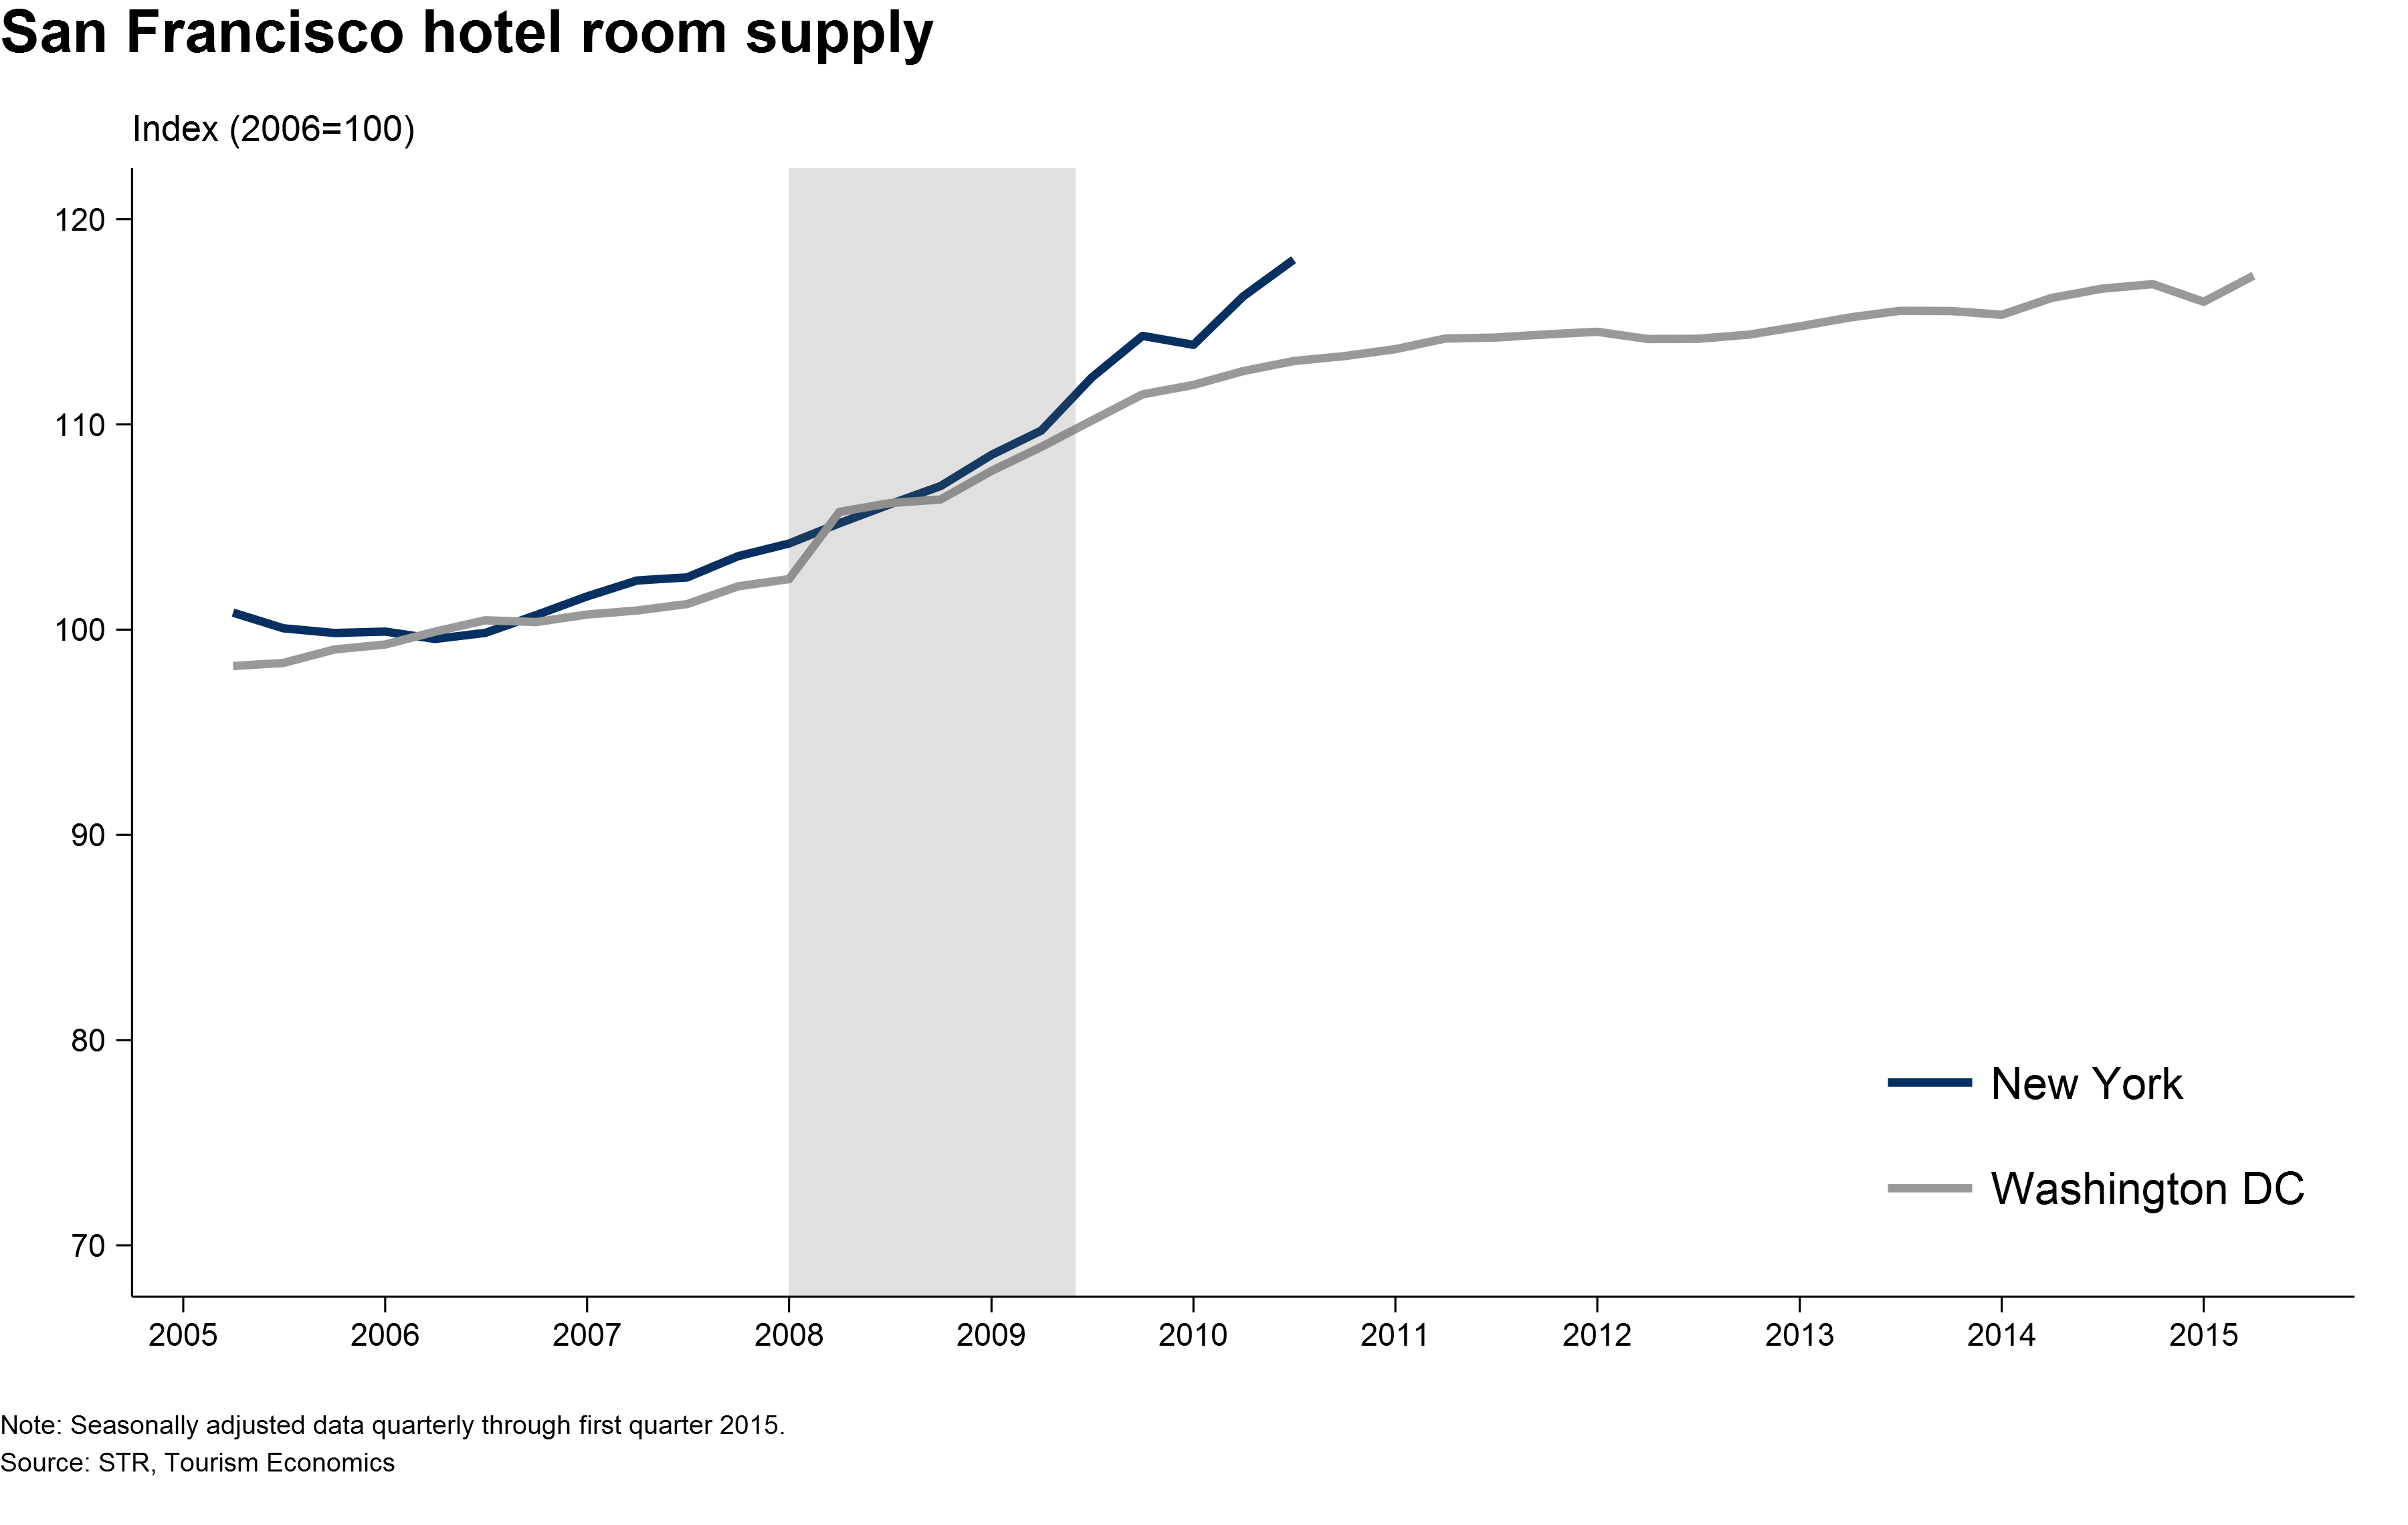 San Francisco hotel room supply
Index (2006=100)
120
110
100
90
80
70
New York
Washington DC
2005 2006 2007 2008 2009 2010 2011 2012 2013 2014 2015
Note: Seasonally adjusted data quarterly through first quarter 2015.
Source: STR, Tourism Economics